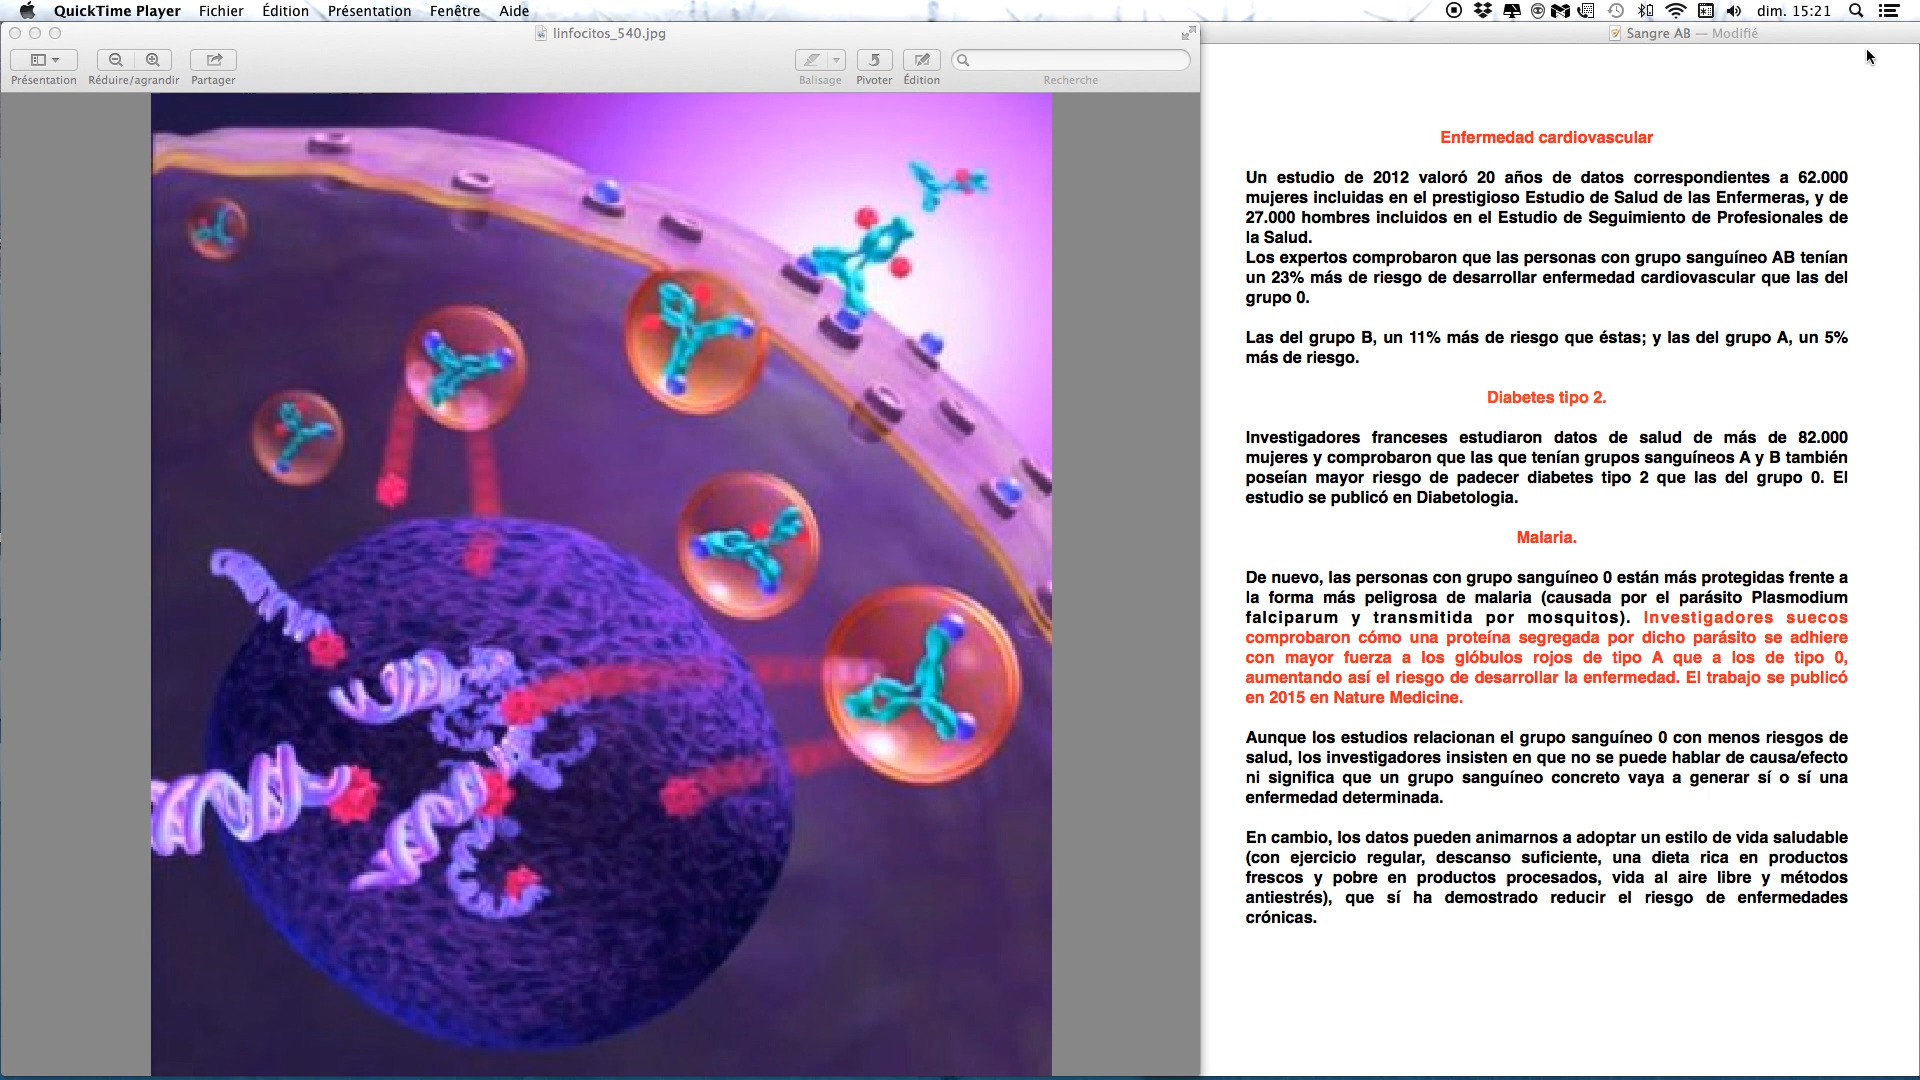 QuickTime Player Fichier Édition Présentation Fenêtre Aide dim. 15:21
linfocitos_540.jpg
Présentation Réduire/agrandir Partager Balisage Pivoter Édition Recherche
Sangre AB — Modifié
Enfermedad cardiovascular
Un estudio de 2012 valoró 20 años de datos correspondientes a 62.000
mujeres incluidas en el prestigioso Estudio de Salud de las Enfermeras, y de
27.000 hombres incluidos en el Estudio de Seguimiento de Profesionales de
la Salud.
Los expertos comprobaron que las personas con grupo sanguíneo AB tenían
un 23% más de riesgo de desarrollar enfermedad cardiovascular que las del
grupo 0.
Las del grupo B, un 11% más de riesgo que éstas; y las del grupo A, un 5%
más de riesgo.
Diabetes tipo 2.
Investigadores franceses estudiaron datos de salud de más de 82.000
mujeres y comprobaron que las que tenían grupos sanguíneos A y B también
poseían mayor riesgo de padecer diabetes tipo 2 que las del grupo 0. El
estudio se publicó en Diabetologia.
Malaria.
De nuevo, las personas con grupo sanguíneo 0 están más protegidas frente a
la forma más peligrosa de malaria (causada por el parásito Plasmodium
falciparum y transmitida por mosquitos). Investigadores suecos
comprobaron cómo una proteína segregada por dicho parásito se adhiere
con mayor fuerza a los glóbulos rojos de tipo A que a los de tipo 0,
aumentando así el riesgo de desarrollar la enfermedad. El trabajo se publicó
en 2015 en Nature Medicine.
Aunque los estudios relacionan el grupo sanguíneo 0 con menos riesgos de
salud, los investigadores insisten en que no se puede hablar de causa/efecto
ni significa que un grupo sanguíneo concreto vaya a generar sí o sí una
enfermedad determinada.
En cambio, los datos pueden animarnos a adoptar un estilo de vida saludable
(con ejercicio regular, descanso suficiente, una dieta rica en productos
frescos y pobre en productos procesados, vida al aire libre y métodos
antiestrés), que sí ha demostrado reducir el riesgo de enfermedades
crónicas.